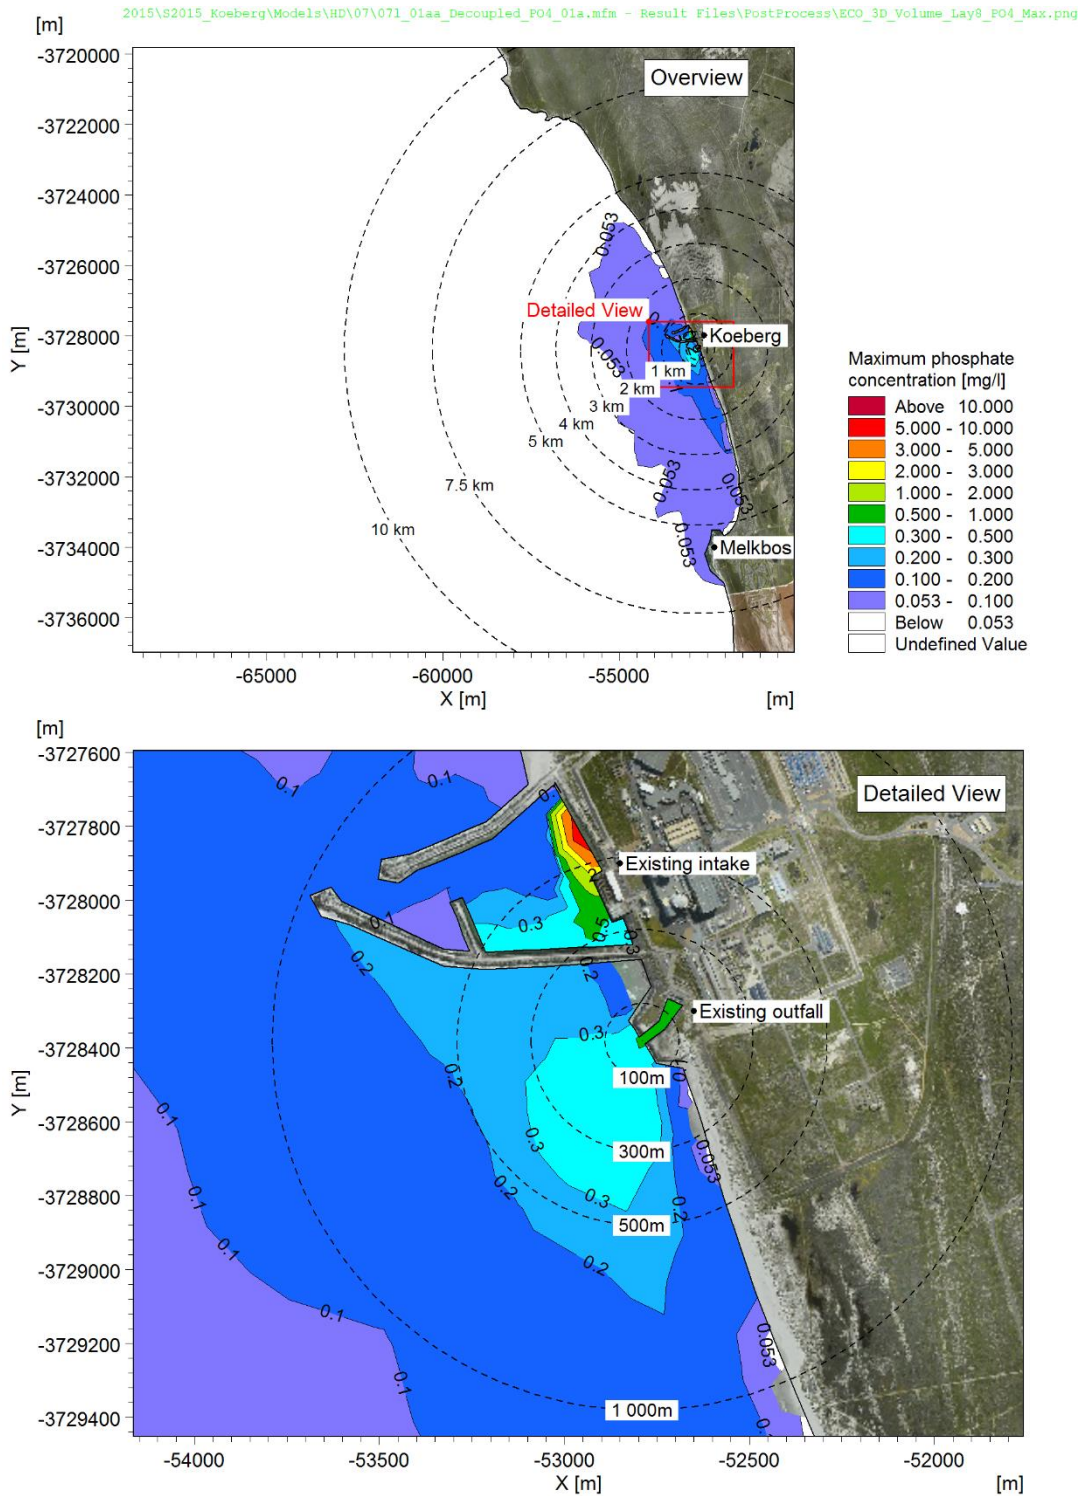 2015\S2015_Koeberg\Models\HD\07\071_01aa_Decoupled_PO4_01a.mfm - Result Files\PostProcess\ECO_3D_Volume_Lay8_PO4_Max.png
[m]
-3720000
-3722000
-3724000
-3726000
-3728000
-3730000
-3732000
-3734000
-3736000
Y [m]
Overview
0.053
Detailed View
Koeberg
0.053
1 km
2 km
3 km
4 km
5 km
7.5 km
10 km
0.053
0.053
0.053
Melkbos
-65000
-60000
-55000
X [m]
[m]
Maximum phosphate
concentration [mg/l]
Above 10.000
5.000 - 10.000
3.000 - 5.000
2.000 - 3.000
1.000 - 2.000
0.500 - 1.000
0.300 - 0.500
0.200 - 0.300
0.100 - 0.200
0.053 - 0.100
Below 0.053
Undefined Value
[m]
-3727600
-3727800
-3728000
-3728200
-3728400
-3728600
-3728800
-3729000
-3729200
-3729400
Y [m]
Detailed View
0.1
0.1
Existing intake
0.1
0.3
0.5
0.3
0.2
0.2
Existing outfall
0.3
100m
0.2
0.1
0.3
300m
0.053
0.1
0.2
0.3
500m
0.2
0.1
0.2
0.1
0.053
0.1
1 000m
0.1
-54000
-53500
-53000
-52500
-52000
X [m]
[m]